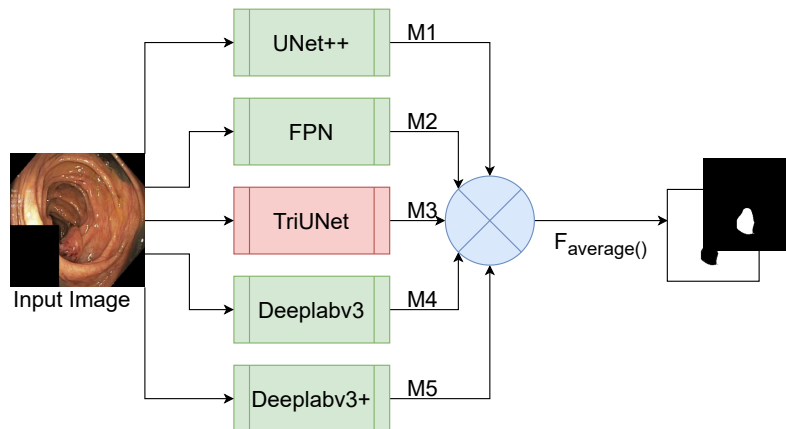 UNet++
M1
FPN
M2
TriUNet
M3
Input Image
Deeplabv3
M4
Deeplabv3+
M5
Faverage()